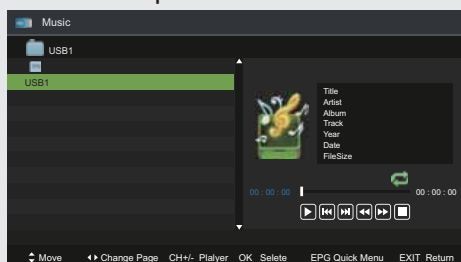 Music
USB1
USB1
Title
Artist
Album
Track
Year
Date
FileSize
00 : 00 : 00
00 : 00 : 00
Move Change Page CH+/- Plalyer OK Selete EPG Quick Menu EXIT Return